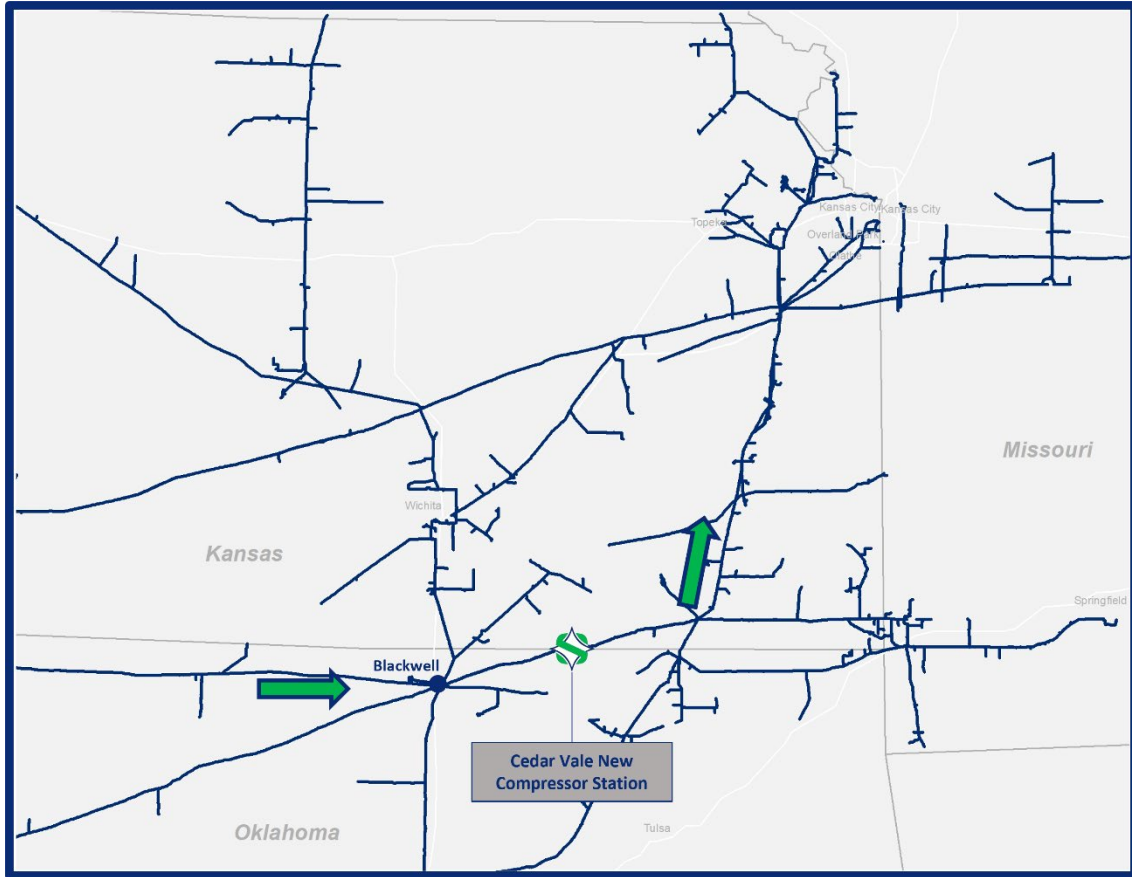 Topeka
Kansas City
Kansas City
Overland Park
Olathe
Missouri
Wichita
Kansas
Springfield
Blackwell
Cedar Vale New
Compressor Station
Oklahoma
Tulsa